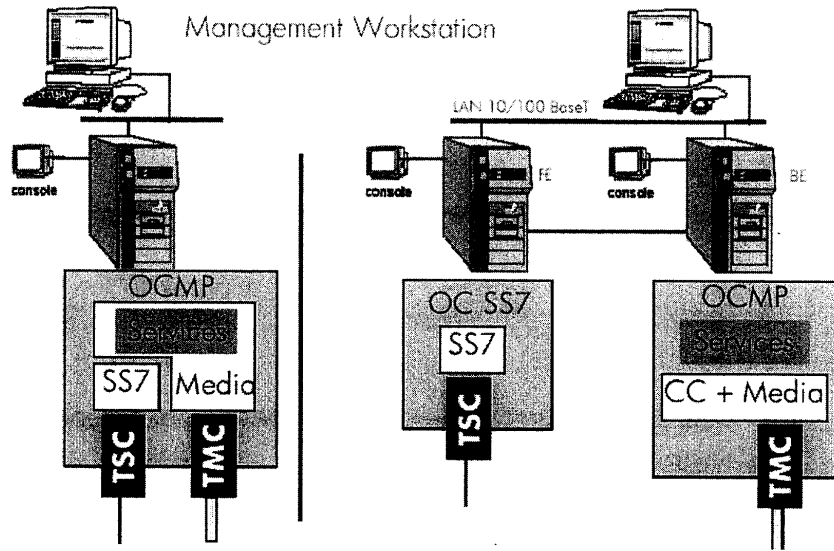 Management Workstation
LAN 10/100 BaseT
console
console
FE
console
BE
OCMP
Services
SS7
Media
TSC
TMC
OC SS7
SS7
TSC
OCMP
Services
CC + Media
TMC